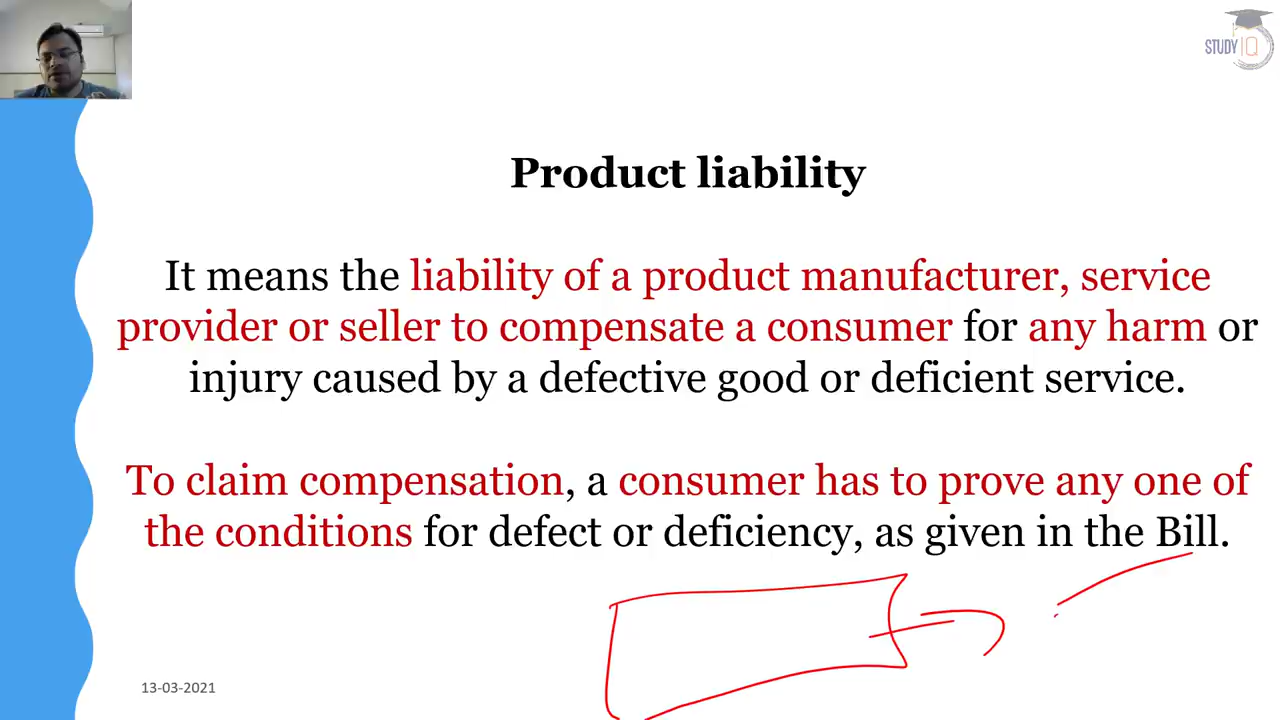 STUDY IQ
Product liability
It means the liability of a product manufacturer, service
provider or seller to compensate a consumer for any harm or
injury caused by a defective good or deficient service.
To claim compensation, a consumer has to prove any one of
the conditions for defect or deficiency, as given in the Bill.
13-03-2021